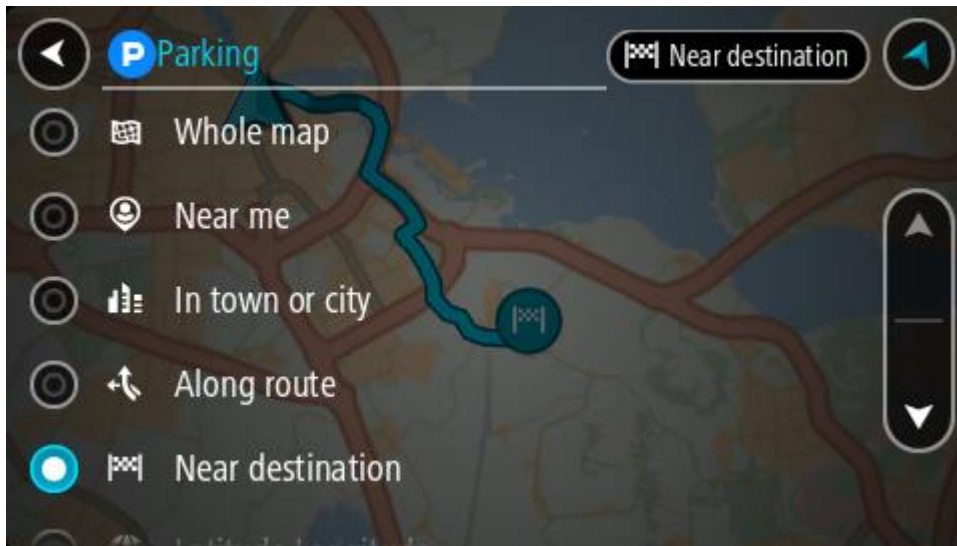 P Parking
Near destination
Whole map
Near me
In town or city
Along route
Near destination